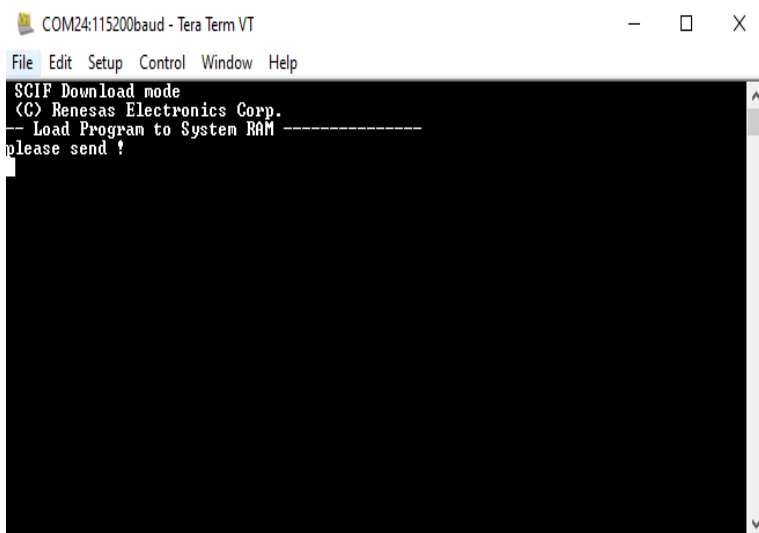 COM24:115200baud - Tera Term VT
File Edit Setup Control Window Help
SCIF Download mode
(C) Renesas Electronics Corp.
-- Load Program to System RAM ---------------
please send !